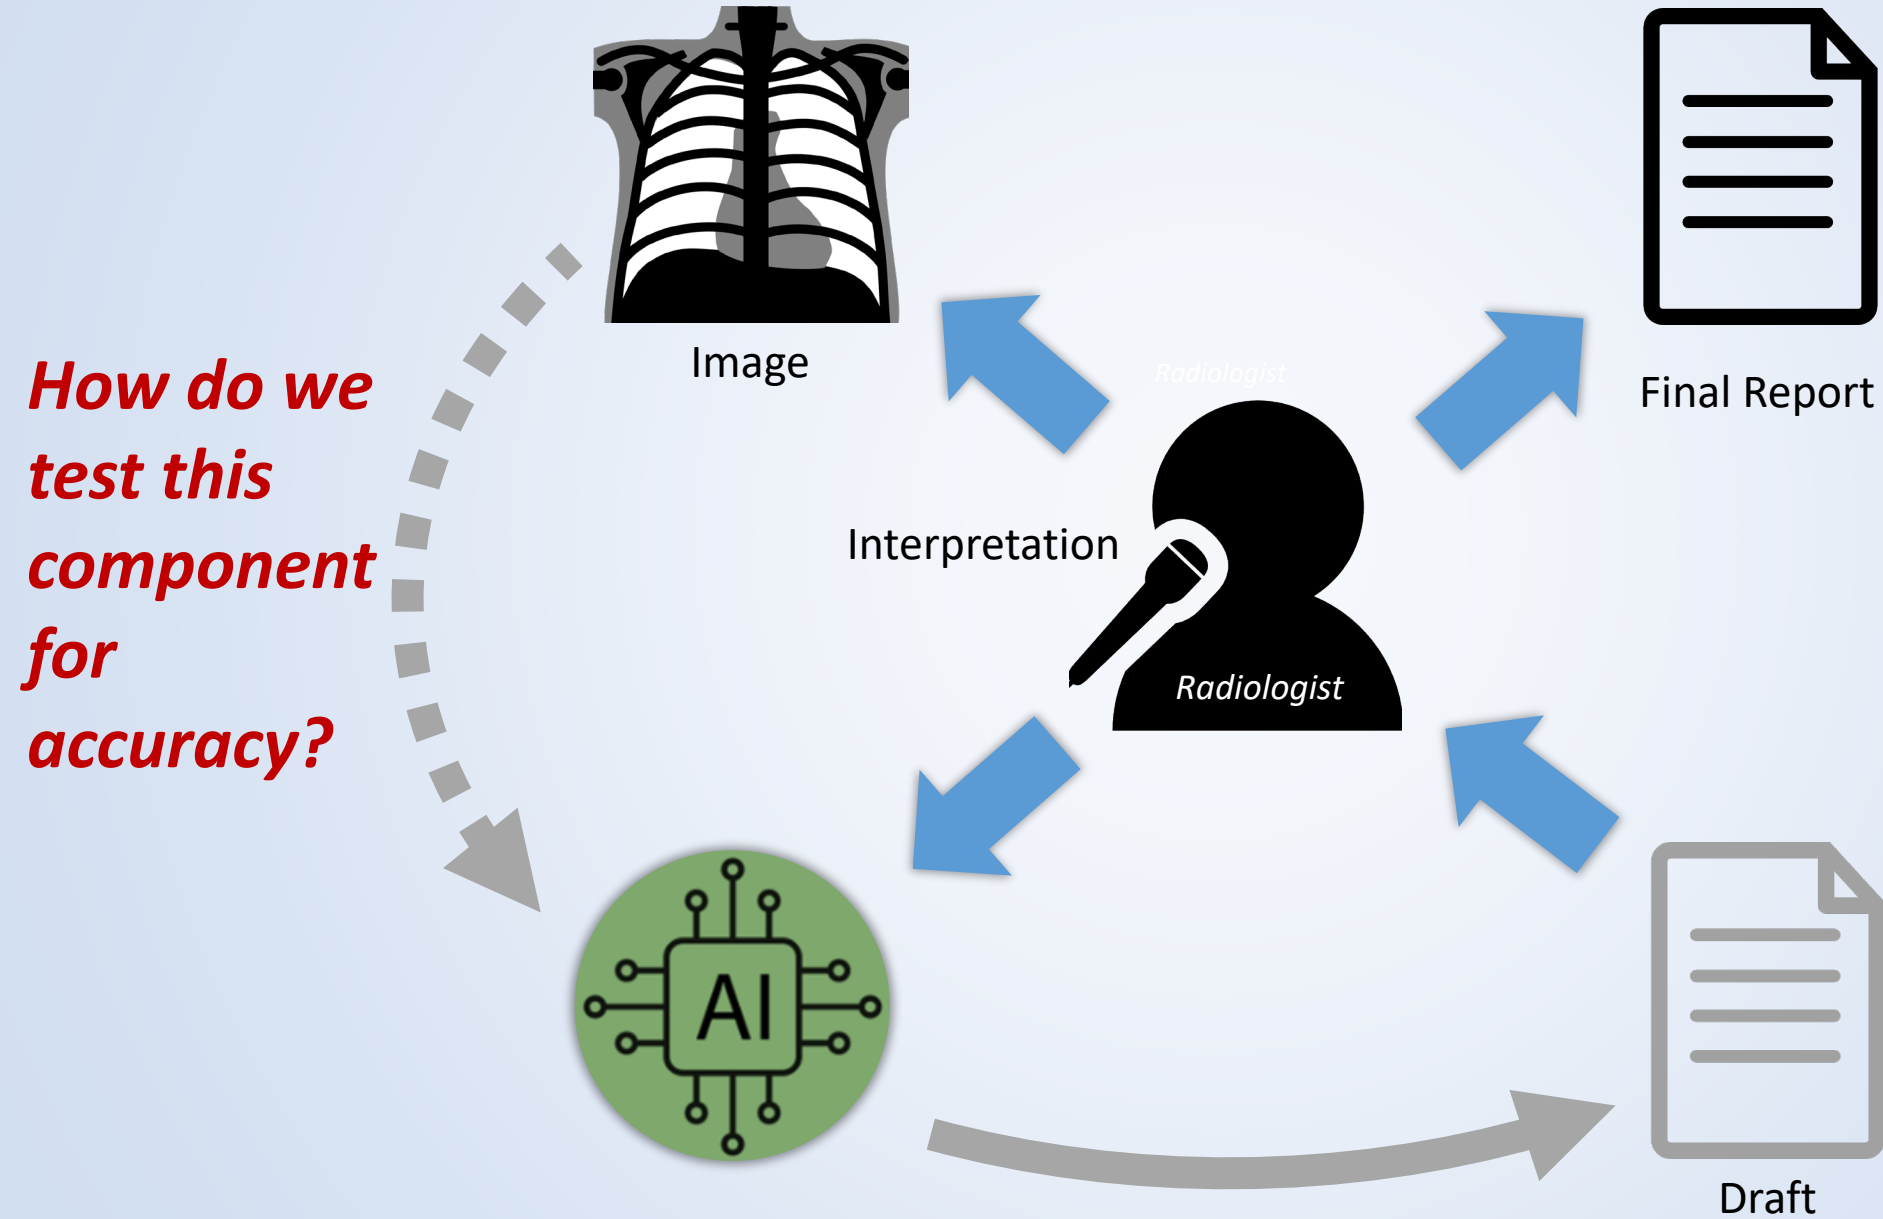 Image
Final Report
Radiologist
How do we
test this
component
for
accuracy?
Interpretation
Radiologist
AI
Draft